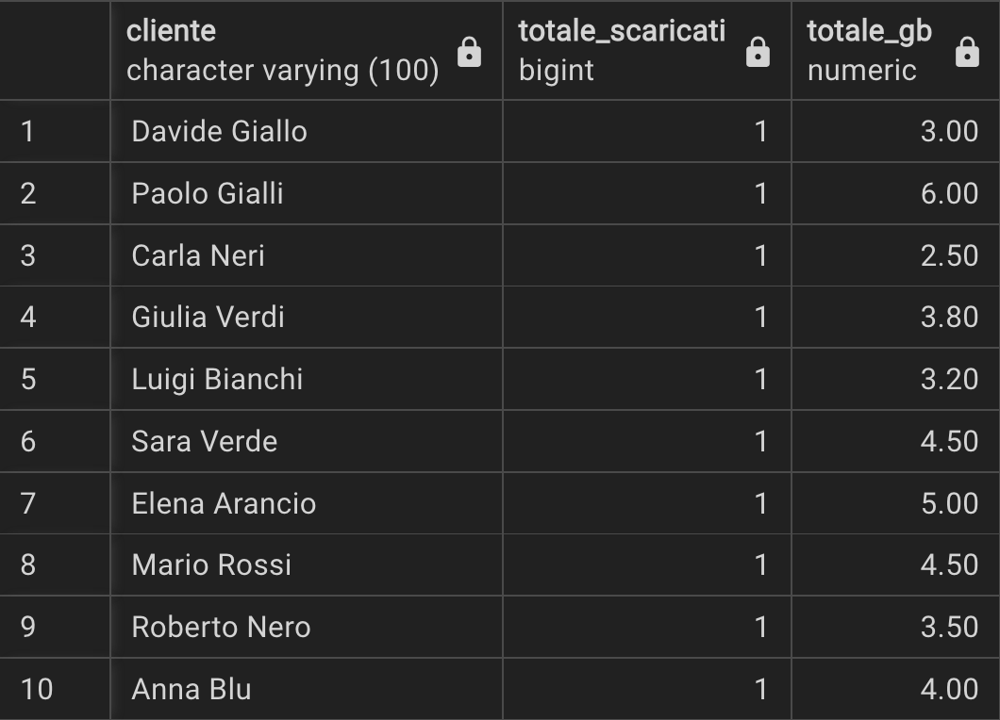 cliente totale_scaricati totale_gb
character varying (100) bigint numeric
1 Davide Giallo 1 3.00
2 Paolo Gialli 1 6.00
3 Carla Neri 1 2.50
4 Giulia Verdi 1 3.80
5 Luigi Bianchi 1 3.20
6 Sara Verde 1 4.50
7 Elena Arancio 1 5.00
8 Mario Rossi 1 4.50
9 Roberto Nero 1 3.50
10 Anna Blu 1 4.00